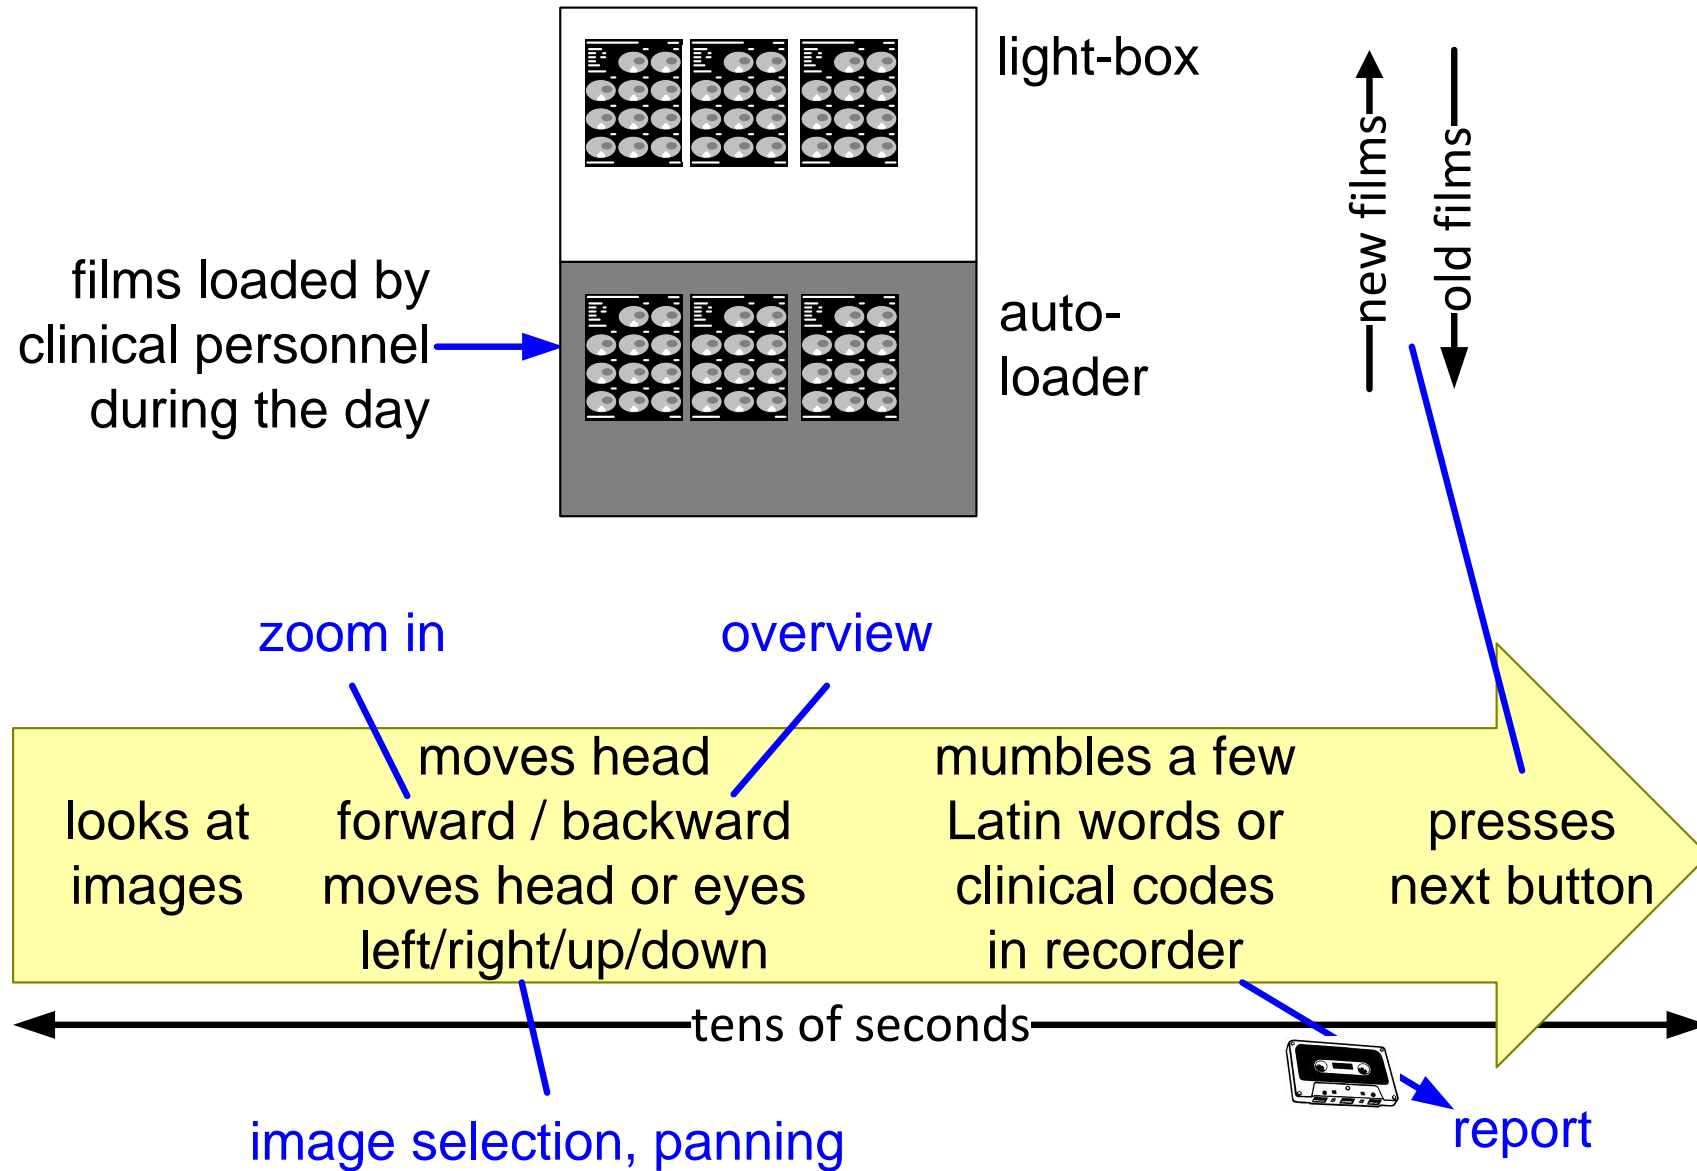 light-box
new films
old films
films loaded by
clinical personnel
during the day
auto-
loader
zoom in
overview
looks at
images
moves head
forward / backward
moves head or eyes
left/right/up/down
mumbles a few
Latin words or
clinical codes
in recorder
presses
next button
tens of seconds
image selection, panning
report